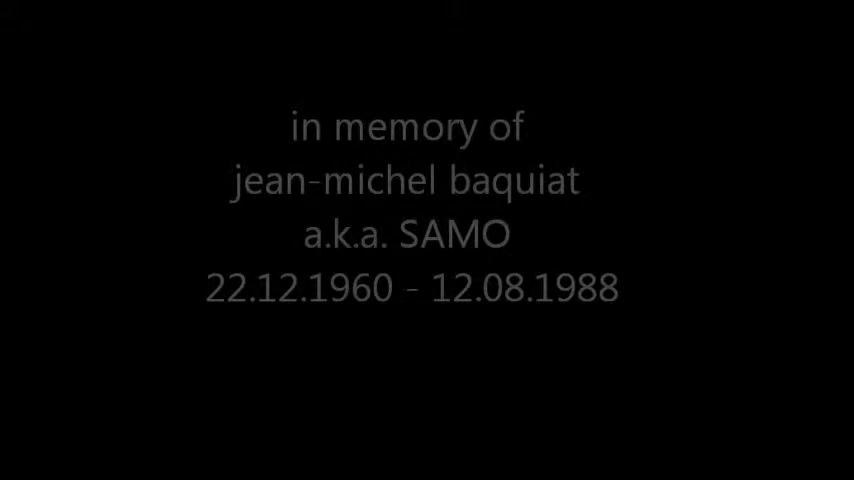 in memory of
jean-michel baquiat
a.k.a. SAMO
22.12.1960 - 12.08.1988